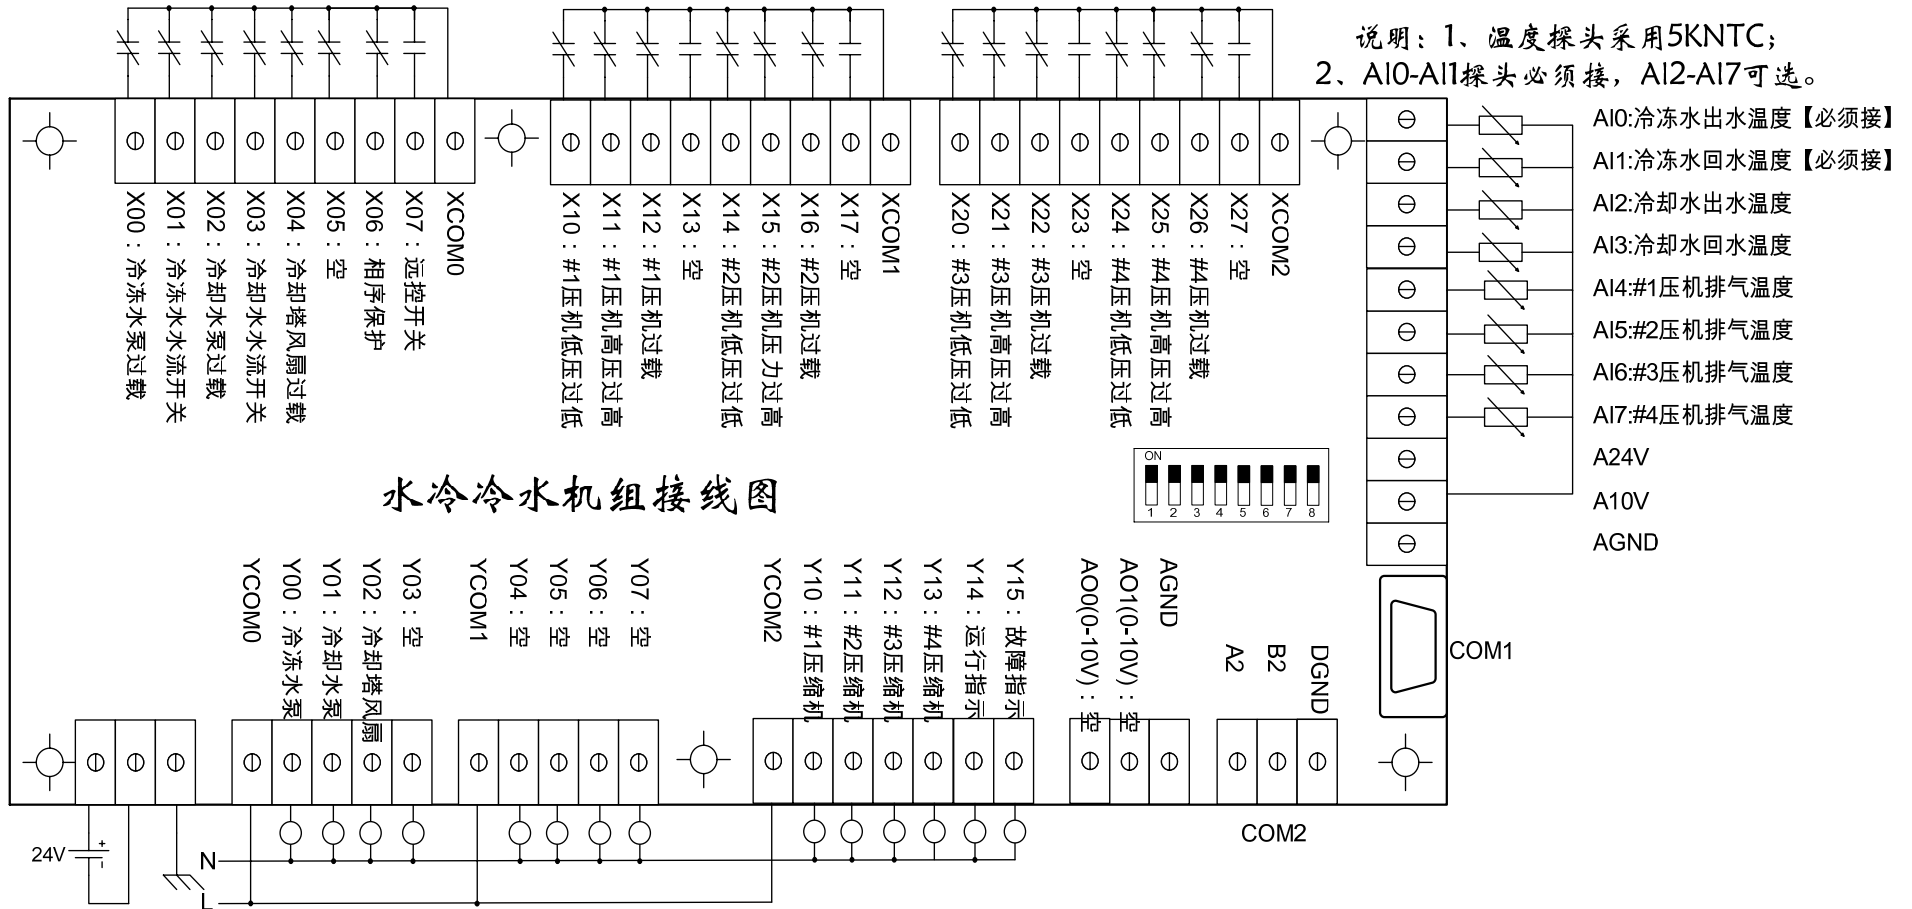 说明：1、温度探头采用5KNTC；
2、AI0-AI1探头必须接，AI2-AI7可选。
X00：冷冻水泵过载
X01：冷冻水水流开关
X02：冷却水泵过载
X03：冷却水水流开关
X04：冷却塔风扇过载
X05：空
X06：相序保护
X07：远控开关
XCOM0
X10：#1压机低压过低
X11：#1压机高压过高
X12：#1压机过载
X13：空
X14：#2压机低压过低
X15：#2压机压力过高
X16：#2压机过载
X17：空
XCOM1
X20：#3压机低压过低
X21：#3压机高压过高
X22：#3压机过载
X23：空
X24：#4压机低压过低
X25：#4压机高压过高
X26：#4压机过载
X27：空
XCOM2
AI0:冷冻水出水温度【必须接】
AI1:冷冻水回水温度【必须接】
AI2:冷却水出水温度
AI3:冷却水回水温度
AI4:#1压机排气温度
AI5:#2压机排气温度
AI6:#3压机排气温度
AI7:#4压机排气温度
A24V
A10V
AGND
水冷冷水机组接线图
ON
1 2 3 4 5 6 7 8
YCOM0
Y00：冷冻水泵
Y01：冷却水泵
Y02：冷却塔风扇
Y03：空
YCOM1
Y04：空
Y05：空
Y06：空
Y07：空
YCOM2
Y10：#1压缩机
Y11：#2压缩机
Y12：#3压缩机
Y13：#4压缩机
Y14：运行指示
Y15：故障指示
AO0(0-10V)：空
AO1(0-10V)：空
AGND
A2
B2
DGND
COM1
COM2
24V
+
-
N
L